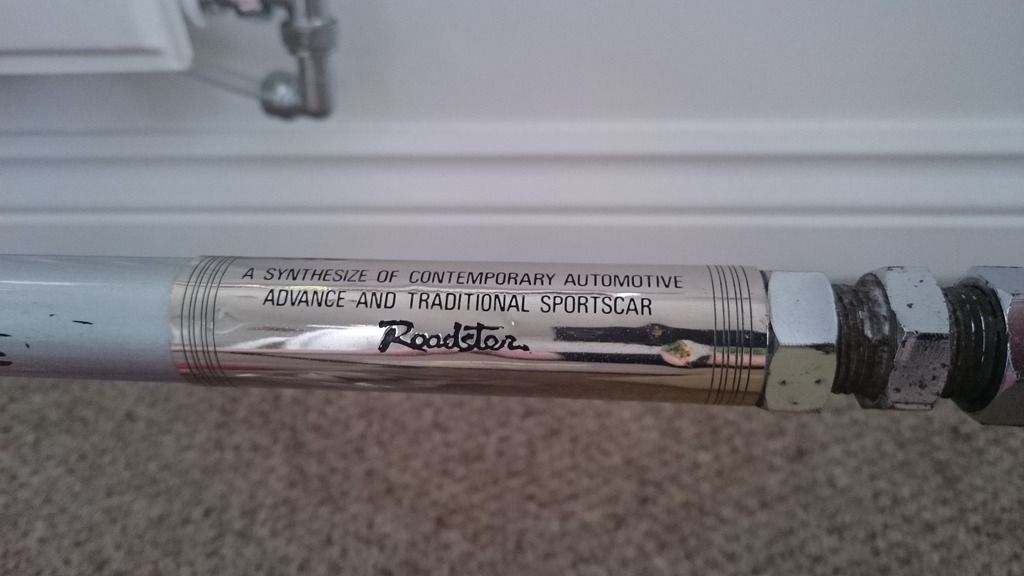 A SYNTHESIZE OF CONTEMPORARY AUTOMOTIVE
ADVANCE AND TRADITIONAL SPORTSCAR
Roadster